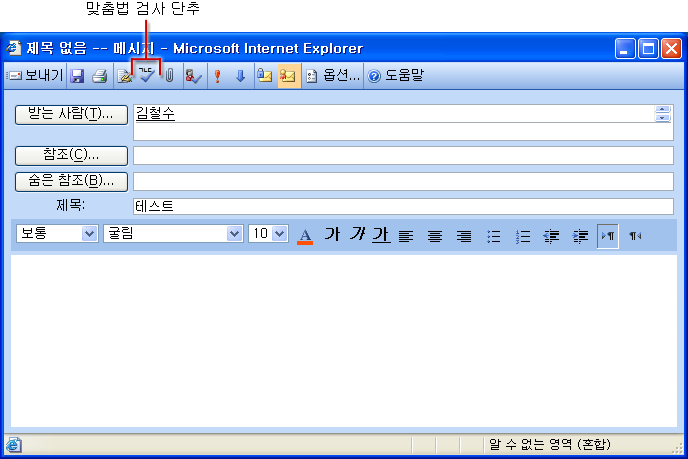 맞춤법 검사 단추
제목 없음 -- 메시지 - Microsoft Internet Explorer
보내기 옵션... 도움말
받는 사람(T)... 김철수
참조(C)...
숨은 참조(B)...
제목: 테스트
보통 굴림 10 가 가 가
알 수 없는 영역 (혼합)